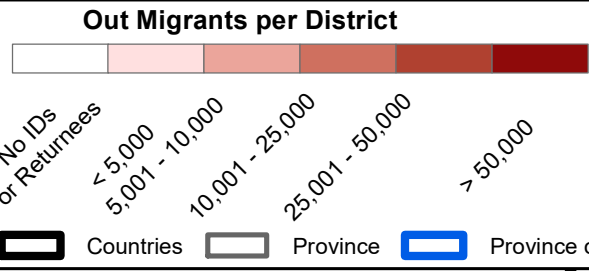 Out Migrants per District
No IDs
or Returnees
< 5,000
5,001 - 10,000
10,001 - 25,000
25,001 - 50,000
> 50,000
Countries
Province
Province